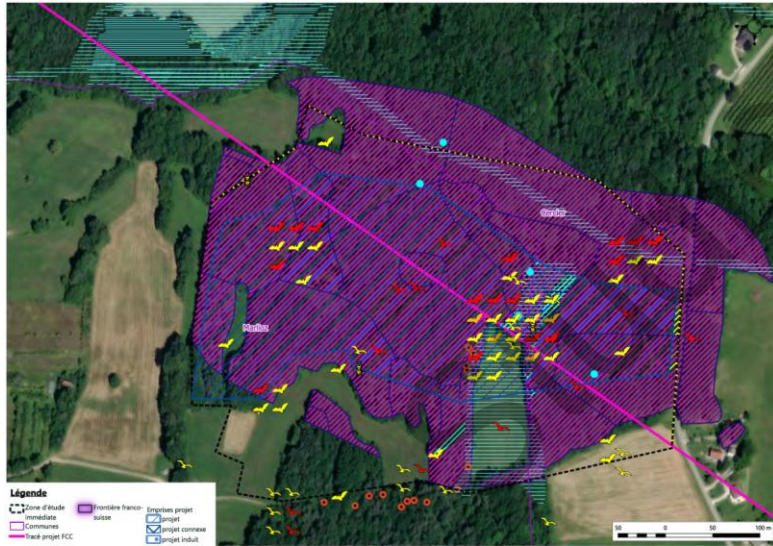 Cercier
Marlioz
Légende
Zone d'étude
immédiate
Communes
Tracé projet FCC
Frontière franco-
suisse
Emprises projet
projet
projet connexe
projet induit
50 0 50 100 m